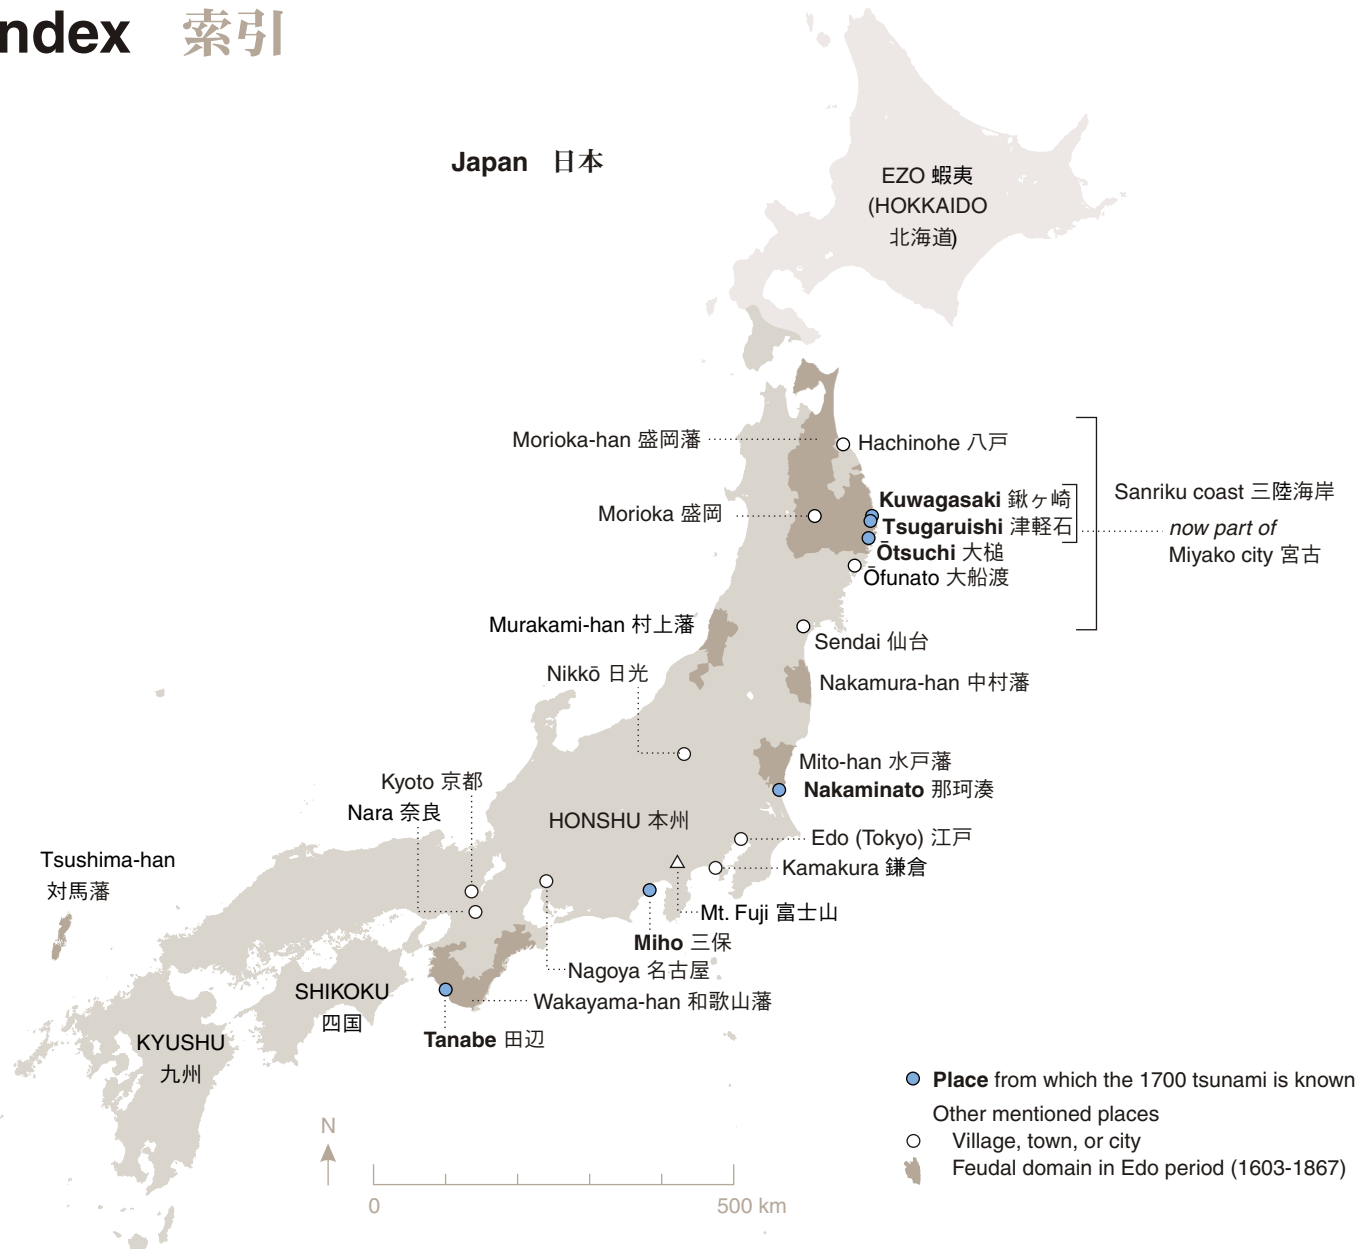 ndex 索引
Japan 日本
EZO 蝦夷
(HOKKAIDO
北海道)
Morioka-han 盛岡藩
Hachinohe 八戸
Kuwagasaki 鍬ヶ崎
Sanriku coast 三陸海岸
Morioka 盛岡
Tsugaruishi 津軽石
now part of
Miyako city 宮古
Ōtsuchi 大槌
Ōfunato 大船渡
Murakami-han 村上藩
Sendai 仙台
Nikkō 日光
Nakamura-han 中村藩
Mito-han 水戸藩
Kyoto 京都
Nakaminato 那珂湊
Nara 奈良
HONSHU 本州
Edo (Tokyo) 江戸
Tsushima-han
対馬藩
Kamakura 鎌倉
Mt. Fuji 富士山
Miho 三保
Nagoya 名古屋
SHIKOKU
四国
Wakayama-han 和歌山藩
Tanabe 田辺
KYUSHU
九州
Place from which the 1700 tsunami is known
Other mentioned places
Village, town, or city
Feudal domain in Edo period (1603-1867)
N
0 500 km